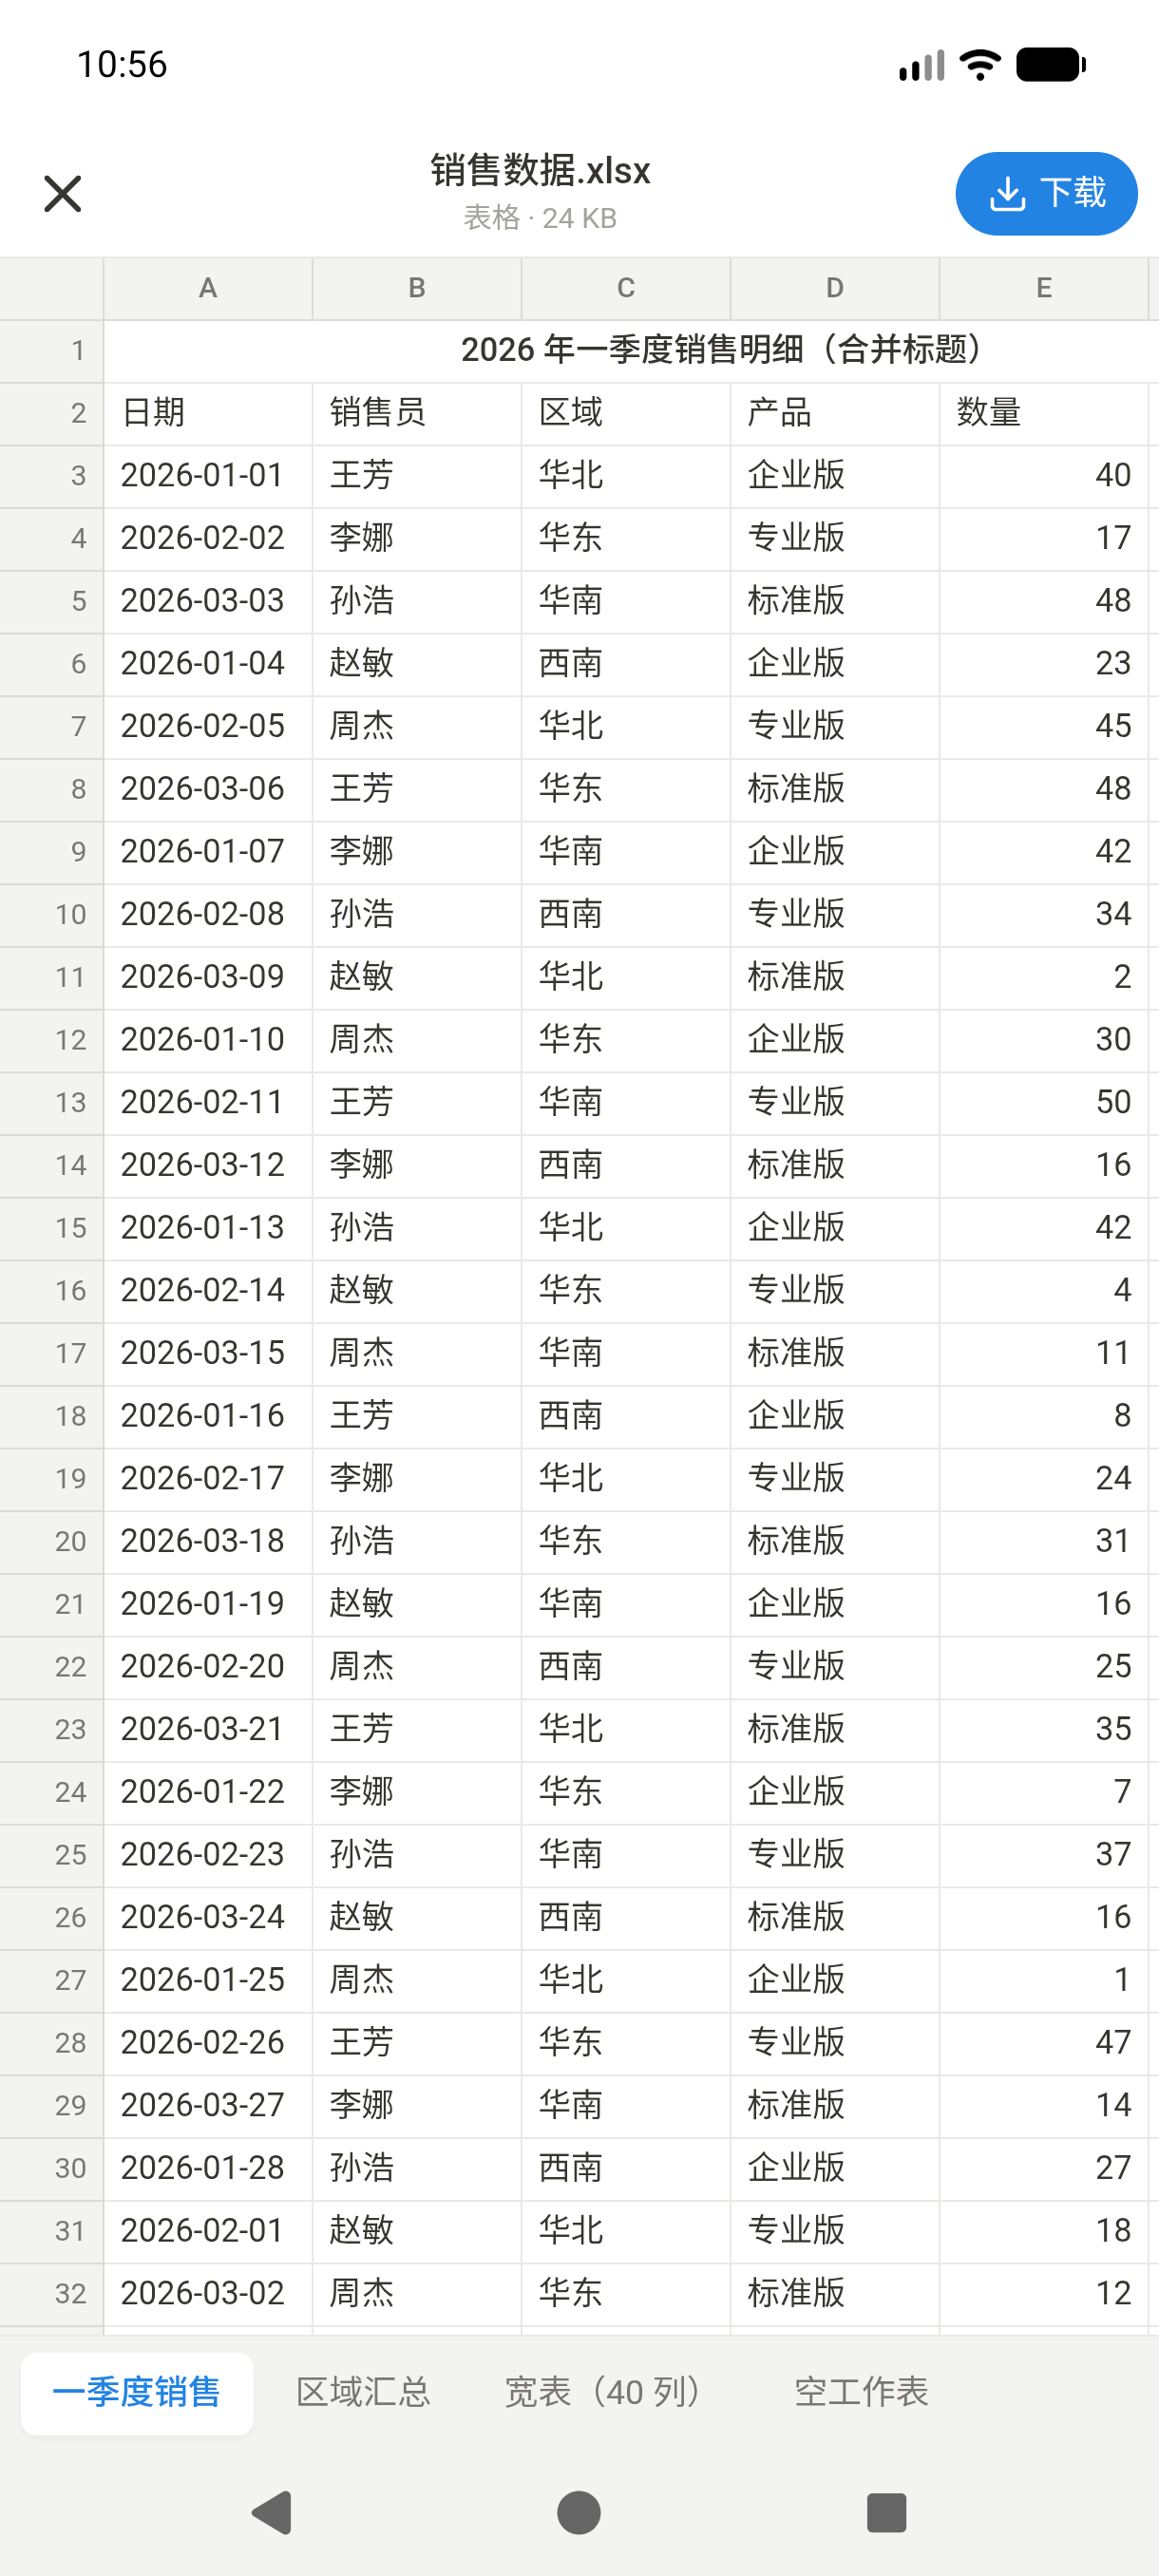 10:56
销售数据.xlsx
表格 · 24 KB
下载
A B C D E
1 2026 年一季度销售明细（合并标题）
2 日期 销售员 区域 产品 数量
3 2026-01-01 王芳 华北 企业版 40
4 2026-02-02 李娜 华东 专业版 17
5 2026-03-03 孙浩 华南 标准版 48
6 2026-01-04 赵敏 西南 企业版 23
7 2026-02-05 周杰 华北 专业版 45
8 2026-03-06 王芳 华东 标准版 48
9 2026-01-07 李娜 华南 企业版 42
10 2026-02-08 孙浩 西南 专业版 34
11 2026-03-09 赵敏 华北 标准版 2
12 2026-01-10 周杰 华东 企业版 30
13 2026-02-11 王芳 华南 专业版 50
14 2026-03-12 李娜 西南 标准版 16
15 2026-01-13 孙浩 华北 企业版 42
16 2026-02-14 赵敏 华东 专业版 4
17 2026-03-15 周杰 华南 标准版 11
18 2026-01-16 王芳 西南 企业版 8
19 2026-02-17 李娜 华北 专业版 24
20 2026-03-18 孙浩 华东 标准版 31
21 2026-01-19 赵敏 华南 企业版 16
22 2026-02-20 周杰 西南 专业版 25
23 2026-03-21 王芳 华北 标准版 35
24 2026-01-22 李娜 华东 企业版 7
25 2026-02-23 孙浩 华南 专业版 37
26 2026-03-24 赵敏 西南 标准版 16
27 2026-01-25 周杰 华北 企业版 1
28 2026-02-26 王芳 华东 专业版 47
29 2026-03-27 李娜 华南 标准版 14
30 2026-01-28 孙浩 西南 企业版 27
31 2026-02-01 赵敏 华北 专业版 18
32 2026-03-02 周杰 华东 标准版 12
一季度销售 区域汇总 宽表（40 列） 空工作表